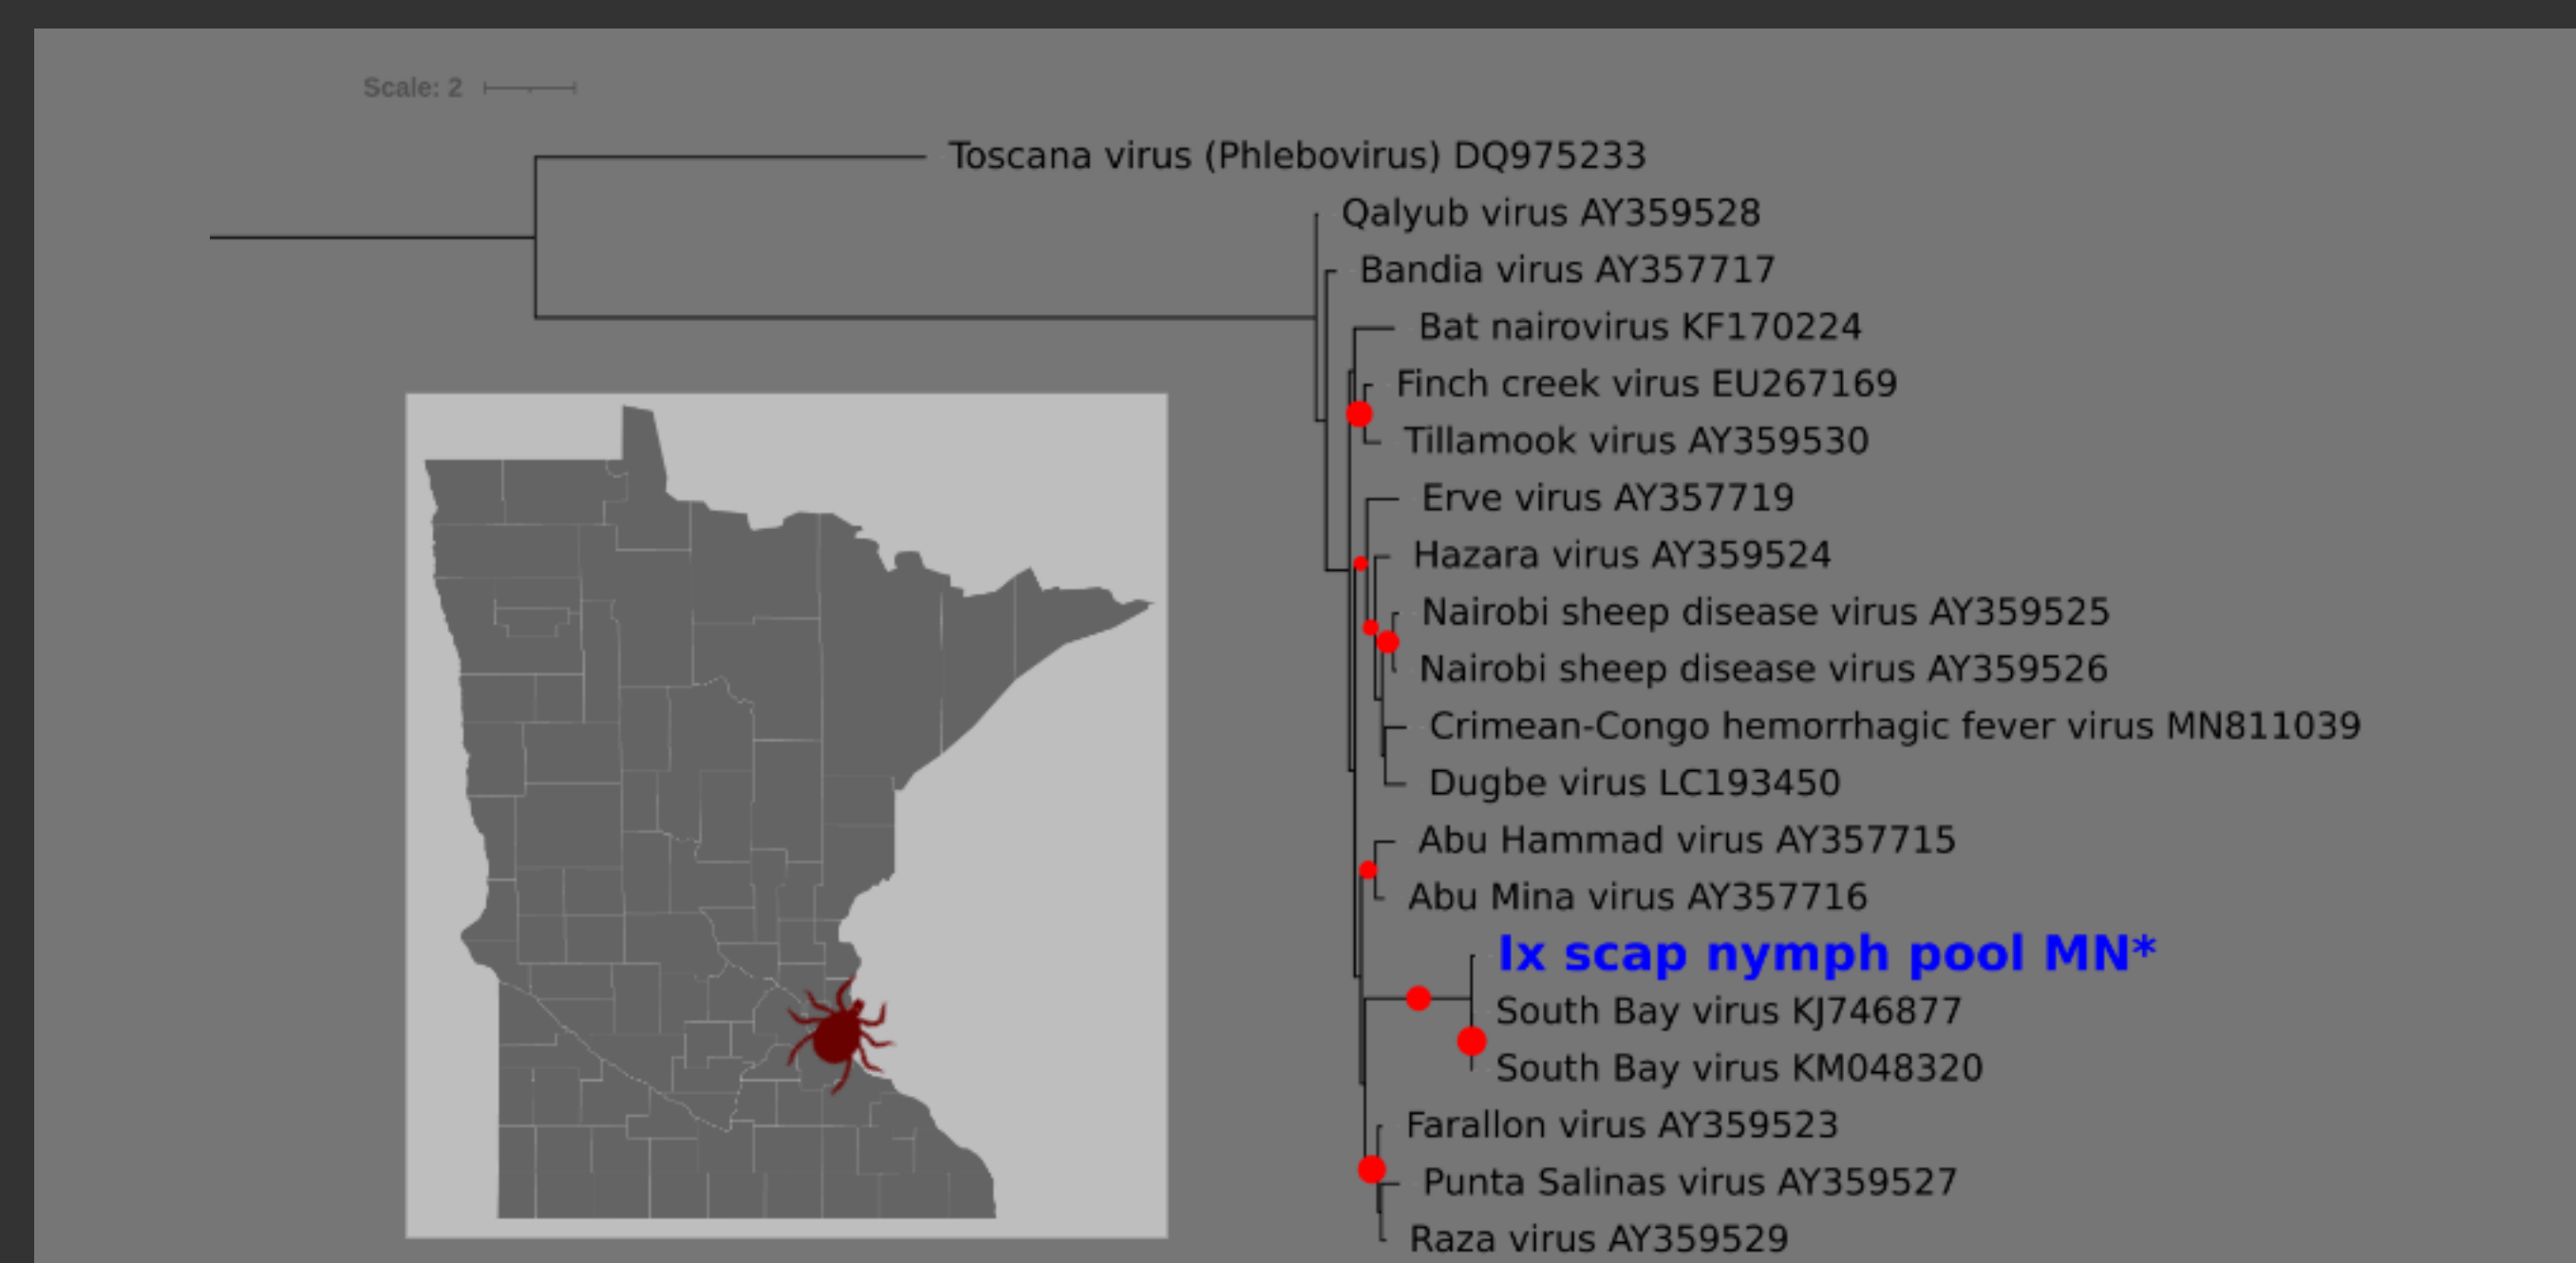 Scale: 2
Toscana virus (Phlebovirus) DQ975233
Qalyub virus AY359528
Bandia virus AY357717
Bat nairovirus KF170224
Finch creek virus EU267169
Tillamook virus AY359530
Erve virus AY357719
Hazara virus AY359524
Nairobi sheep disease virus AY359525
Nairobi sheep disease virus AY359526
Crimean-Congo hemorrhagic fever virus MN811039
Dugbe virus LC193450
Abu Hammad virus AY357715
Abu Mina virus AY357716
Ix scap nymph pool MN*
South Bay virus KJ746877
South Bay virus KM048320
Farallon virus AY359523
Punta Salinas virus AY359527
Raza virus AY359529